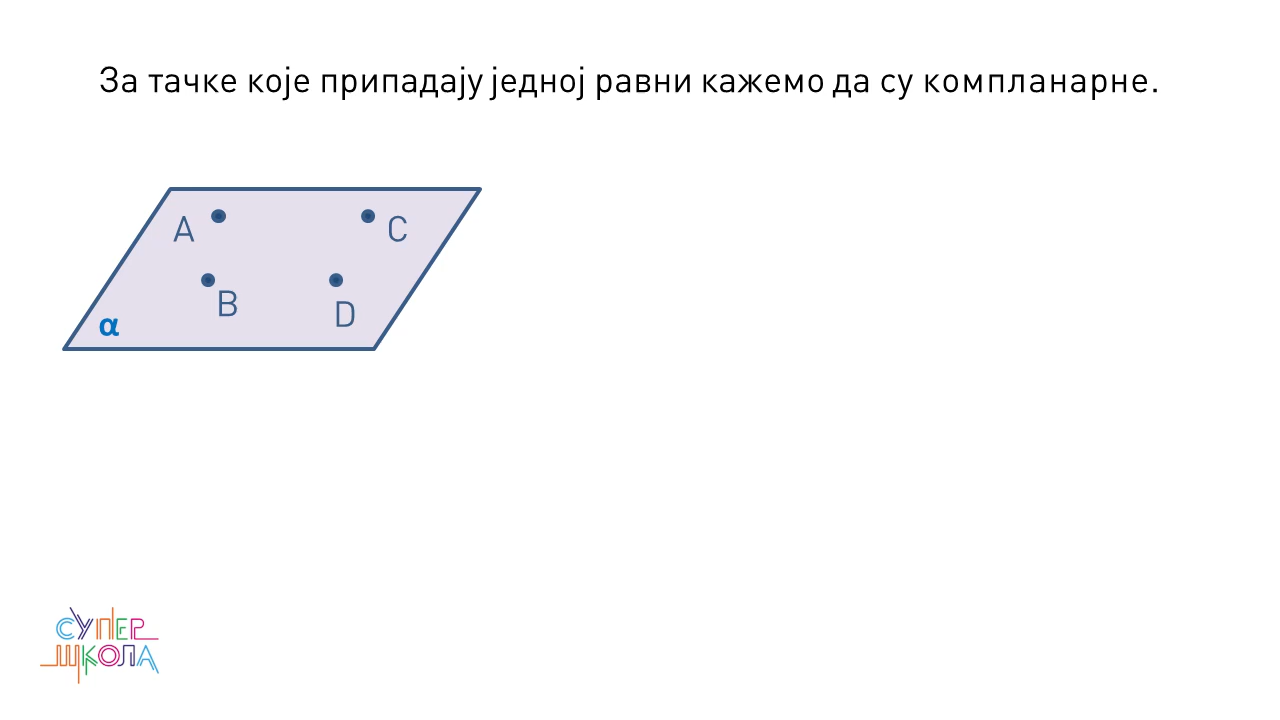 За тачке које припадају једној равни кажемо да су компланарне.
A
C
B
D
α
СУПЕР
ШКОЛА